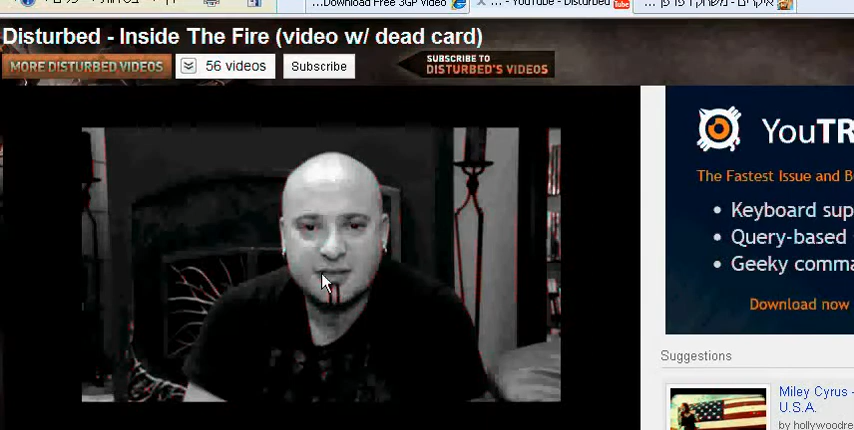 ...Download Free 3GP Video
... - YouTube - Disturbed
Disturbed - Inside The Fire (video w/ dead card)
MORE DISTURBED VIDEOS
56 videos
Subscribe
SUBSCRIBE TO
DISTURBED'S VIDEOS
YouTR
The Fastest Issue and B
• Keyboard sup
• Query-based
• Geeky comma
Download now
Suggestions
Miley Cyrus -
U.S.A.
by hollywoodre